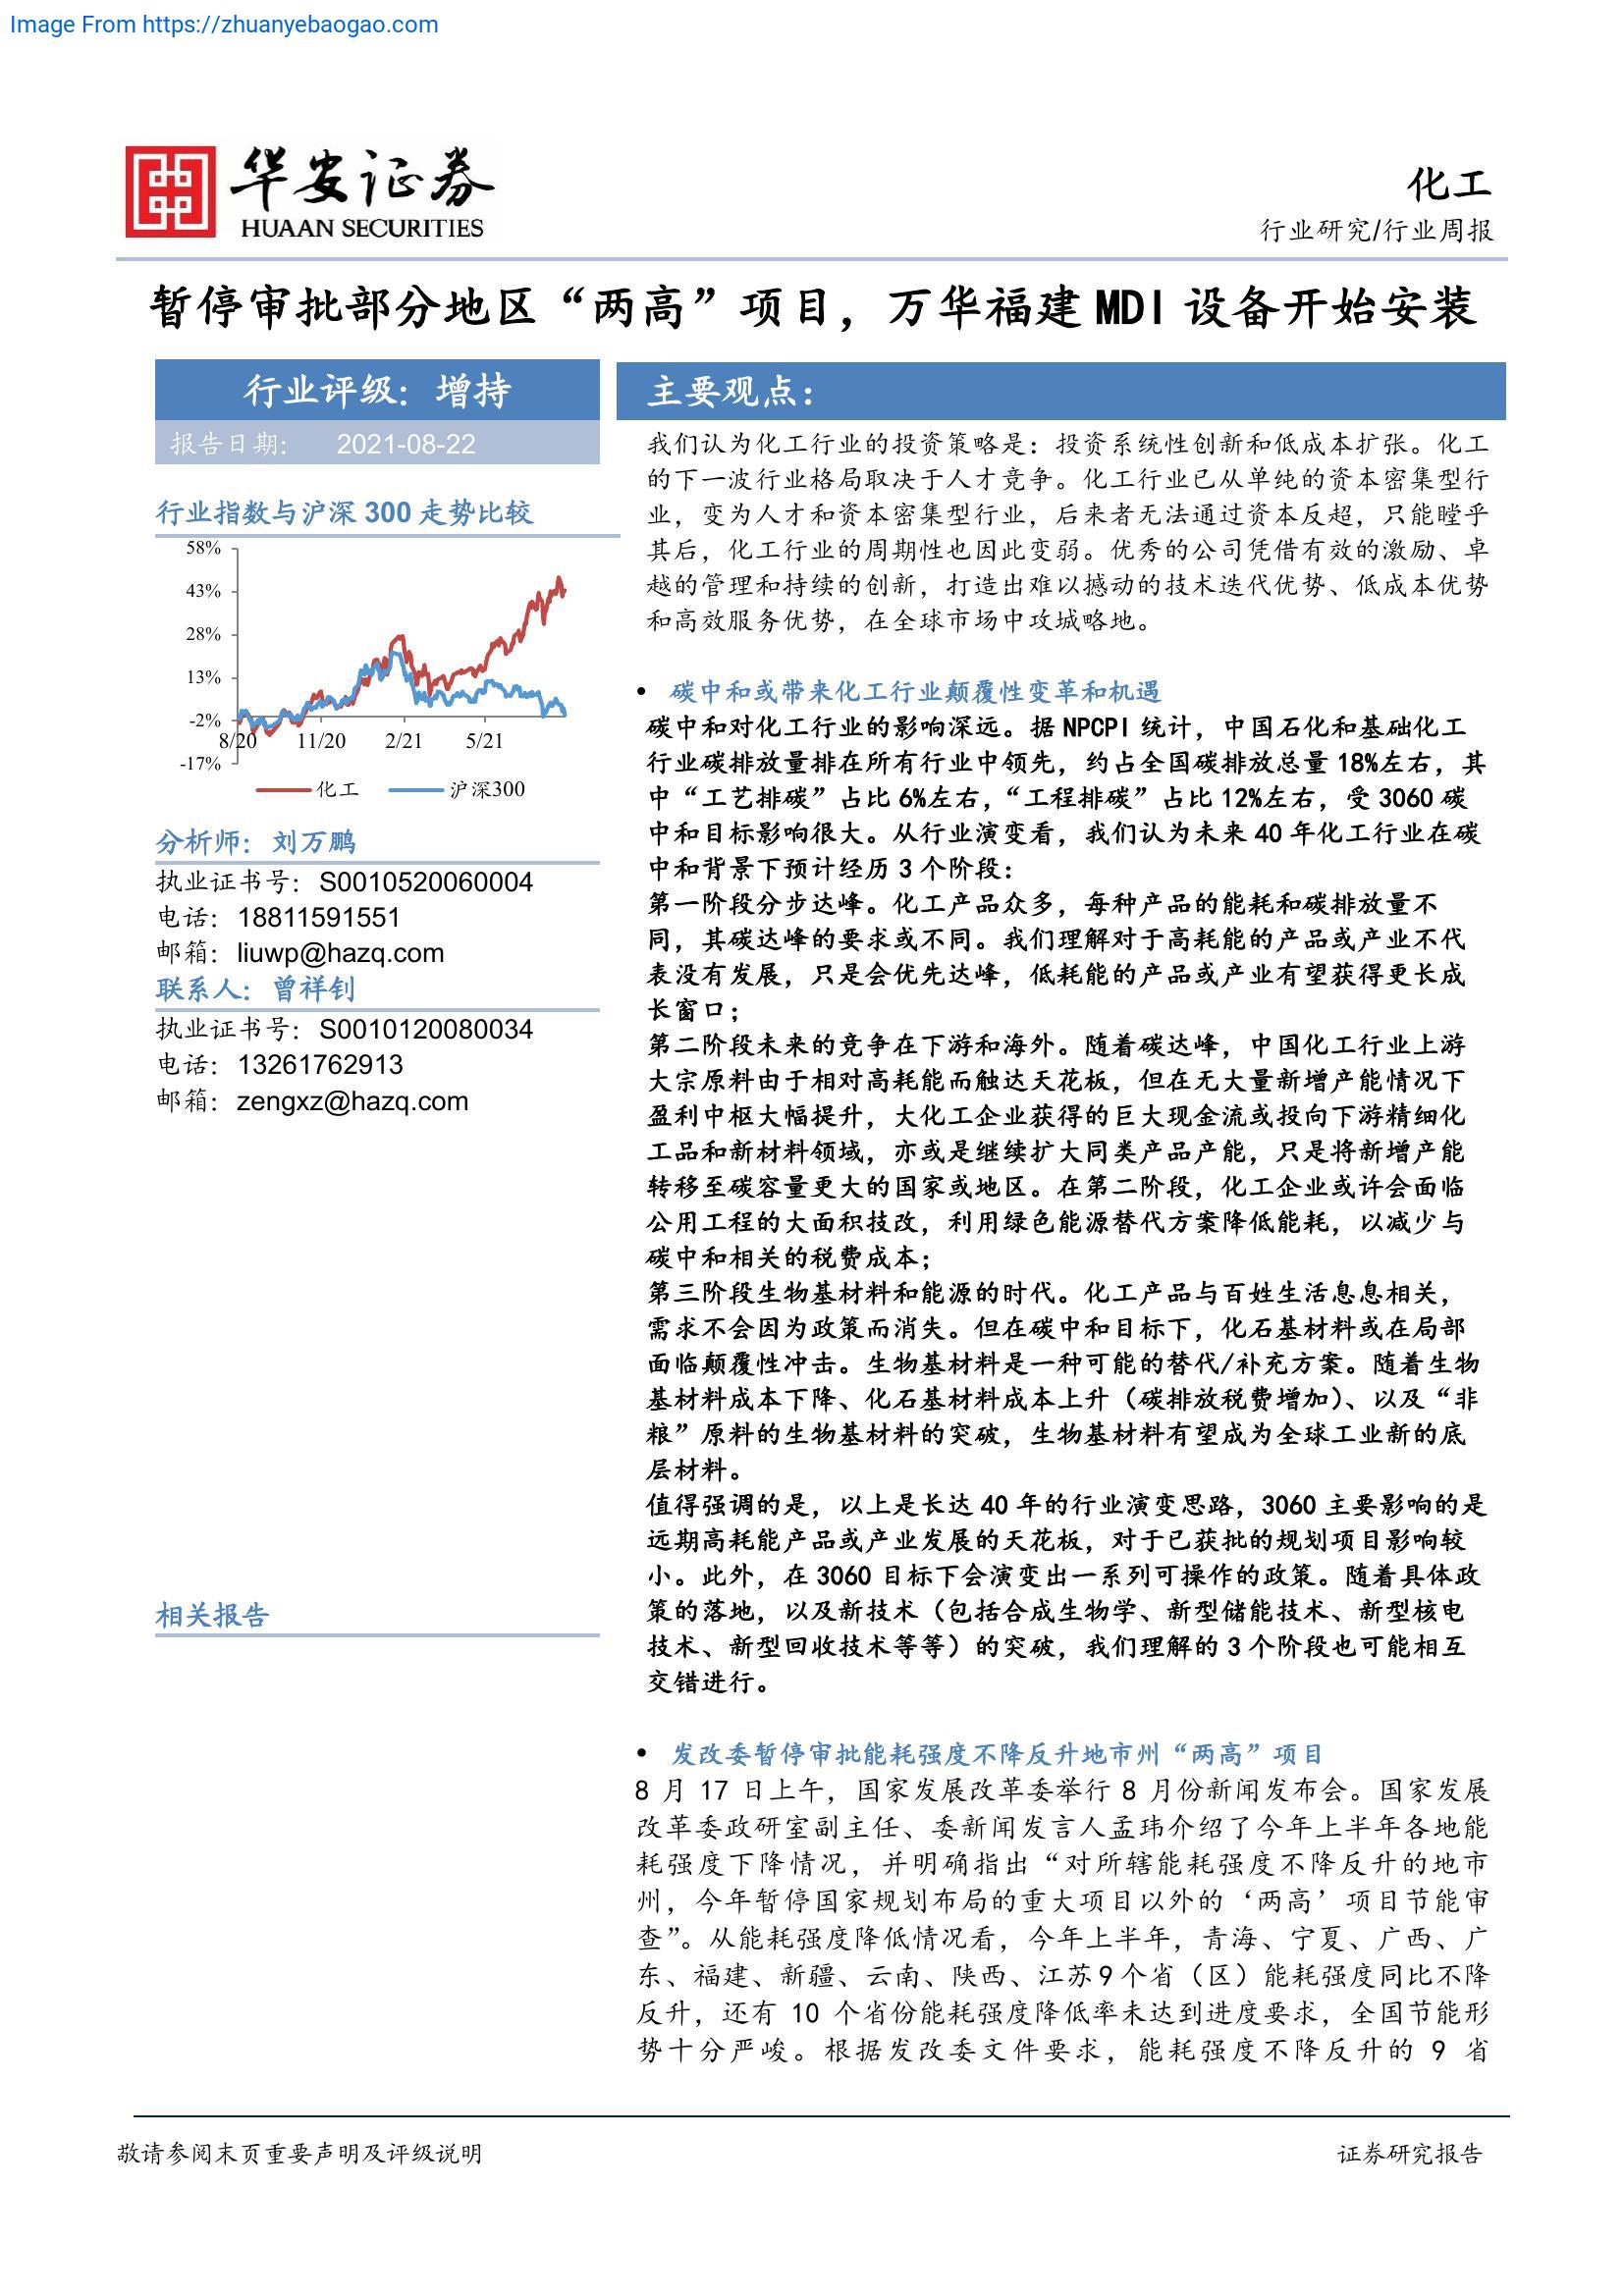 Image From https://zhuanyebaogao.com
华安证券
HUAAN SECURITIES
化工
行业研究/行业周报
暂停审批部分地区“两高”项目，万华福建 MDI 设备开始安装
行业评级：增持
报告日期： 2021-08-22
行业指数与沪深 300 走势比较
58%
43%
28%
13%
-2%
-17%
8/20 11/20 2/21 5/21
化工 沪深300
分析师：刘万鹏
执业证书号：S0010520060004
电话：18811591551
邮箱：liuwp@hazq.com
联系人：曾祥钊
执业证书号：S0010120080034
电话：13261762913
邮箱：zengxz@hazq.com
相关报告
主要观点：
我们认为化工行业的投资策略是：投资系统性创新和低成本扩张。化工
的下一波行业格局取决于人才竞争。化工行业已从单纯的资本密集型行
业，变为人才和资本密集型行业，后来者无法通过资本反超，只能瞠乎
其后，化工行业的周期性也因此变弱。优秀的公司凭借有效的激励、卓
越的管理和持续的创新，打造出难以撼动的技术迭代优势、低成本优势
和高效服务优势，在全球市场中攻城略地。
• 碳中和或带来化工行业颠覆性变革和机遇
碳中和对化工行业的影响深远。据 NPCPI 统计，中国石化和基础化工
行业碳排放量排在所有行业中领先，约占全国碳排放总量 18%左右，其
中“工艺排碳”占比 6%左右，“工程排碳”占比 12%左右，受 3060 碳
中和目标影响很大。从行业演变看，我们认为未来 40 年化工行业在碳
中和背景下预计经历 3 个阶段：
第一阶段分步达峰。化工产品众多，每种产品的能耗和碳排放量不
同，其碳达峰的要求或不同。我们理解对于高耗能的产品或产业不代
表没有发展，只是会优先达峰，低耗能的产品或产业有望获得更长成
长窗口；
第二阶段未来的竞争在下游和海外。随着碳达峰，中国化工行业上游
大宗原料由于相对高耗能而触达天花板，但在无大量新增产能情况下
盈利中枢大幅提升，大化工企业获得的巨大现金流或投向下游精细化
工品和新材料领域，亦或是继续扩大同类产品产能，只是将新增产能
转移至碳容量更大的国家或地区。在第二阶段，化工企业或许会面临
公用工程的大面积技改，利用绿色能源替代方案降低能耗，以减少与
碳中和相关的税费成本；
第三阶段生物基材料和能源的时代。化工产品与百姓生活息息相关，
需求不会因为政策而消失。但在碳中和目标下，化石基材料或在局部
面临颠覆性冲击。生物基材料是一种可能的替代/补充方案。随着生物
基材料成本下降、化石基材料成本上升（碳排放税费增加）、以及“非
粮”原料的生物基材料的突破，生物基材料有望成为全球工业新的底
层材料。
值得强调的是，以上是长达 40 年的行业演变思路，3060 主要影响的是
远期高耗能产品或产业发展的天花板，对于已获批的规划项目影响较
小。此外，在 3060 目标下会演变出一系列可操作的政策。随着具体政
策的落地，以及新技术（包括合成生物学、新型储能技术、新型核电
技术、新型回收技术等等）的突破，我们理解的 3 个阶段也可能相互
交错进行。
• 发改委暂停审批能耗强度不降反升地市州“两高”项目
8 月 17 日上午，国家发展改革委举行 8 月份新闻发布会。国家发展
改革委政研室副主任、委新闻发言人孟玮介绍了今年上半年各地能
耗强度下降情况，并明确指出“对所辖能耗强度不降反升的地市
州，今年暂停国家规划布局的重大项目以外的‘两高’项目节能审
查”。从能耗强度降低情况看，今年上半年，青海、宁夏、广西、广
东、福建、新疆、云南、陕西、江苏 9 个省（区）能耗强度同比不降
反升，还有 10 个省份能耗强度降低率未达到进度要求，全国节能形
势十分严峻。根据发改委文件要求，能耗强度不降反升的 9 省
敬请参阅末页重要声明及评级说明
证券研究报告